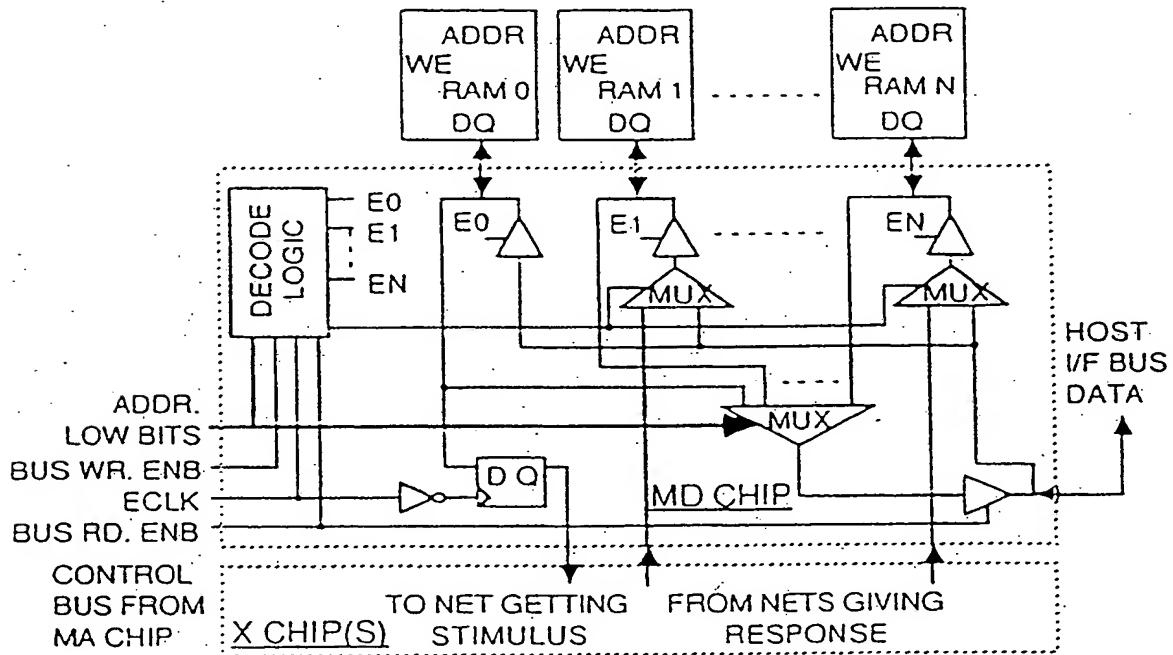 ADDR
WE
RAM 0
DQ
ADDR
WE
RAM 1
DQ
ADDR
WE
RAM N
DQ
DECODE
LOGIC
E0
E1
EN
E0
E1
EN
MUX
MUX
MUX
HOST
I/F BUS
DATA
ADDR.
LOW BITS
BUS WR. ENB
ECLK
BUS RD. ENB
D Q
MD CHIP
CONTROL
BUS FROM
MA CHIP
X CHIP(S)
TO NET GETTING
STIMULUS
FROM NETS GIVING
RESPONSE